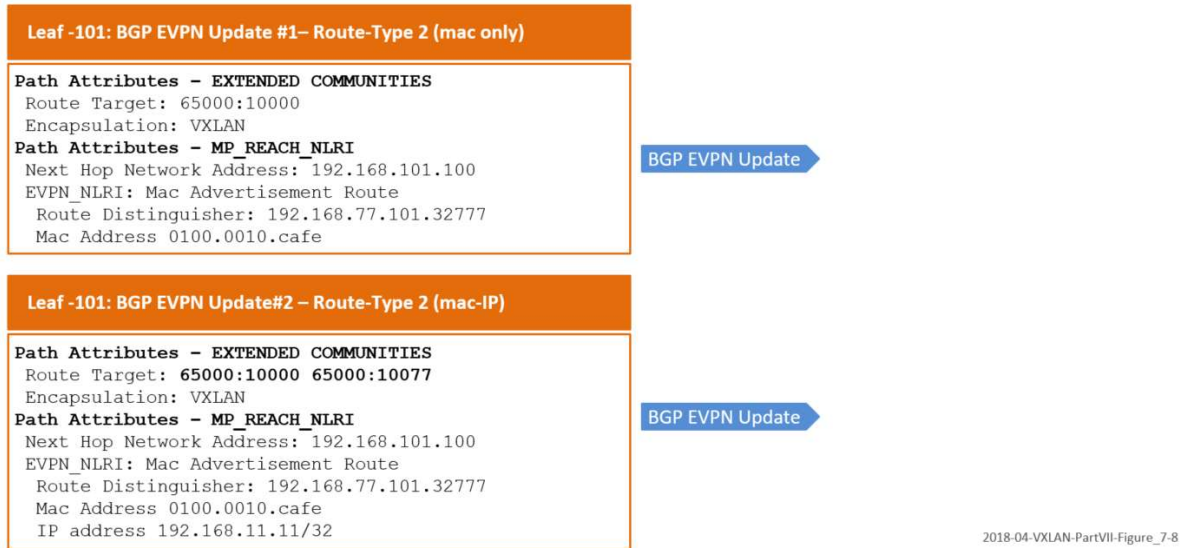 Leaf -101: BGP EVPN Update #1– Route-Type 2 (mac only)
Path Attributes – EXTENDED COMMUNITIES
Route Target: 65000:10000
Encapsulation: VXLAN
Path Attributes – MP_REACH_NLRI
Next Hop Network Address: 192.168.101.100
EVPN_NLRI: Mac Advertisement Route
Route Distinguisher: 192.168.77.101.32777
Mac Address 0100.0010.cafe
BGP EVPN Update
Leaf -101: BGP EVPN Update#2 – Route-Type 2 (mac-IP)
Path Attributes – EXTENDED COMMUNITIES
Route Target: 65000:10000 65000:10077
Encapsulation: VXLAN
Path Attributes – MP_REACH_NLRI
Next Hop Network Address: 192.168.101.100
EVPN_NLRI: Mac Advertisement Route
Route Distinguisher: 192.168.77.101.32777
Mac Address 0100.0010.cafe
IP address 192.168.11.11/32
BGP EVPN Update
2018-04-VXLAN-PartVII-Figure_7-8